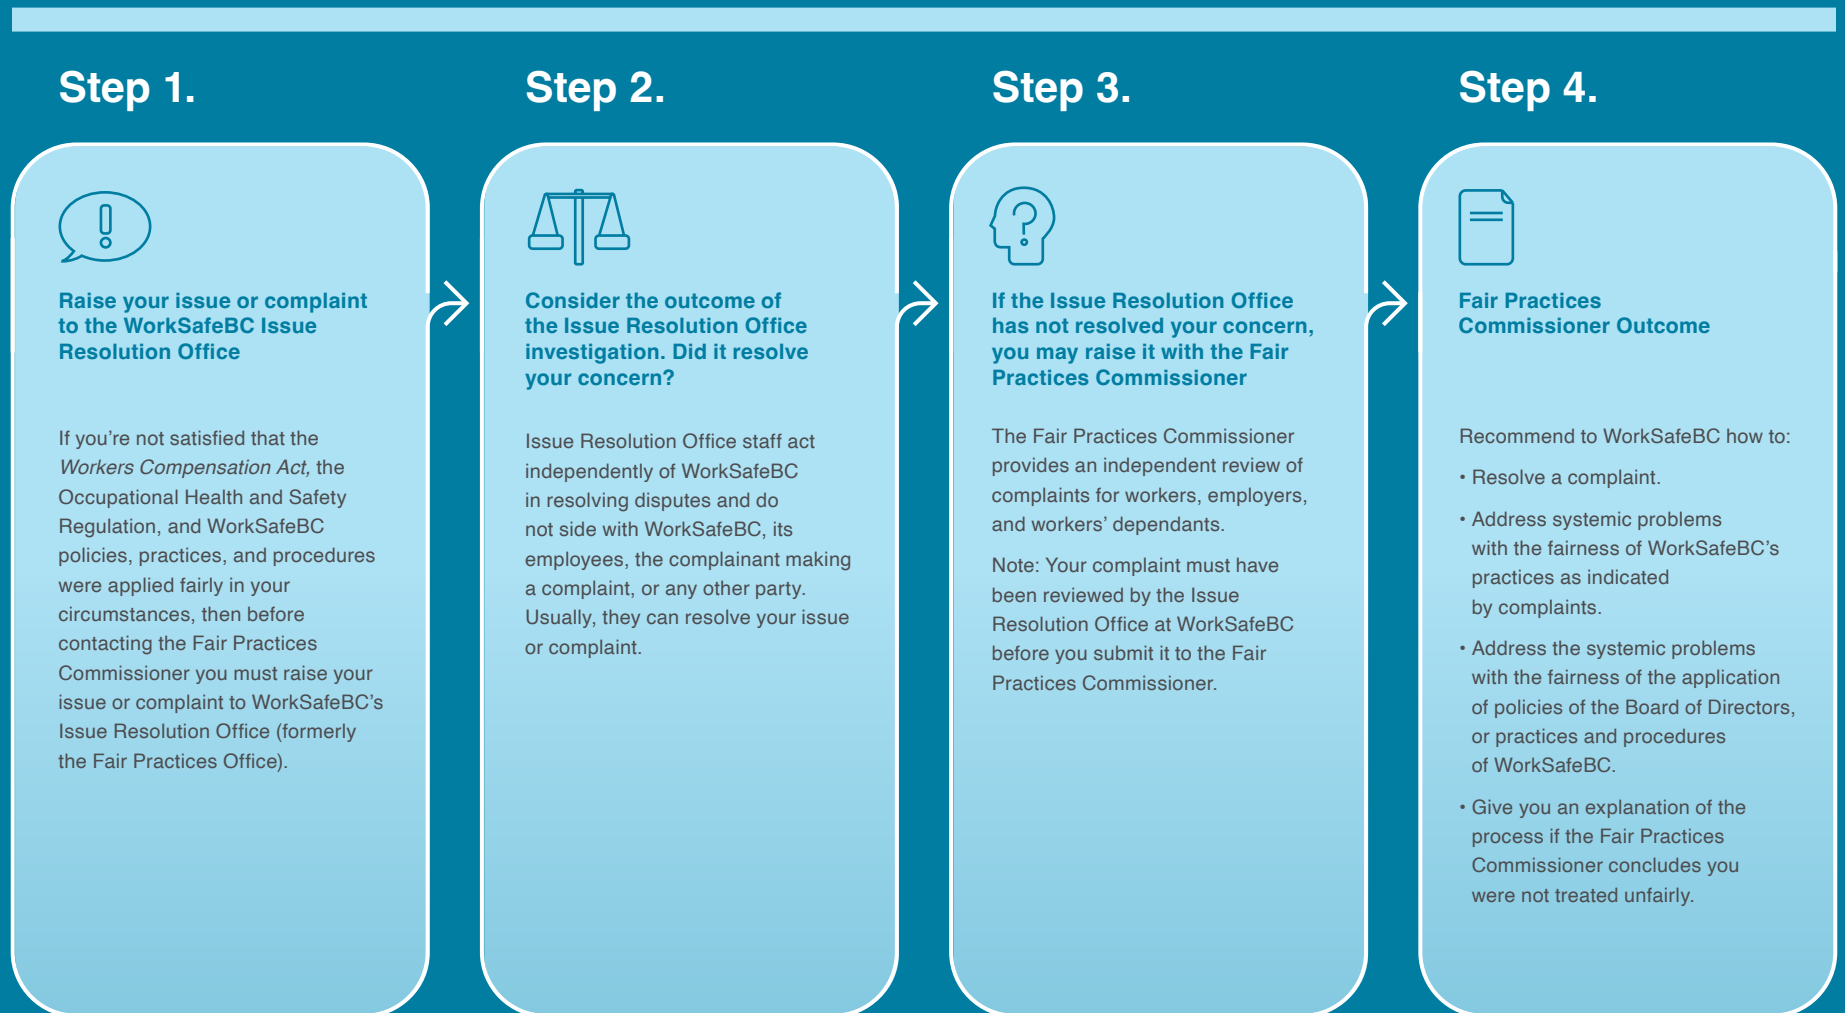 Step 1.
Raise your issue or complaint
to the WorkSafeBC Issue
Resolution Office
If you’re not satisfied that the
Workers Compensation Act, the
Occupational Health and Safety
Regulation, and WorkSafeBC
policies, practices, and procedures
were applied fairly in your
circumstances, then before
contacting the Fair Practices
Commissioner you must raise your
issue or complaint to WorkSafeBC’s
Issue Resolution Office (formerly
the Fair Practices Office).
Step 2.
Consider the outcome of
the Issue Resolution Office
investigation. Did it resolve
your concern?
Issue Resolution Office staff act
independently of WorkSafeBC
in resolving disputes and do
not side with WorkSafeBC, its
employees, the complainant making
a complaint, or any other party.
Usually, they can resolve your issue
or complaint.
Step 3.
If the Issue Resolution Office
has not resolved your concern,
you may raise it with the Fair
Practices Commissioner
The Fair Practices Commissioner
provides an independent review of
complaints for workers, employers,
and workers’ dependants.
Note: Your complaint must have
been reviewed by the Issue
Resolution Office at WorkSafeBC
before you submit it to the Fair
Practices Commissioner.
Step 4.
Fair Practices
Commissioner Outcome
Recommend to WorkSafeBC how to:
• Resolve a complaint.
• Address systemic problems
with the fairness of WorkSafeBC’s
practices as indicated
by complaints.
• Address the systemic problems
with the fairness of the application
of policies of the Board of Directors,
or practices and procedures
of WorkSafeBC.
• Give you an explanation of the
process if the Fair Practices
Commissioner concludes you
were not treated unfairly.